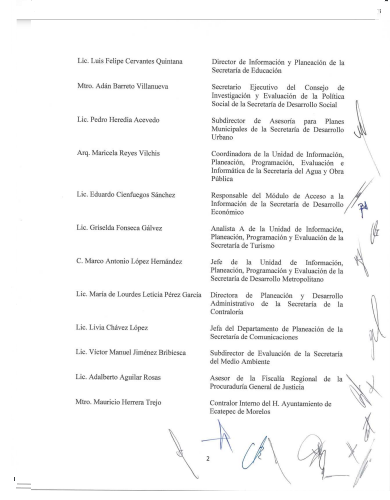 Lic. Luis Felipe Cervantes Quintana Director de Información y Planeación de la
Secretaría de Educación
Mtro. Adán Barreto Villanueva Secretario Ejecutivo del Consejo de
Investigación y Evaluación de la Política
Social de la Secretaría de Desarrollo Social
Lic. Pedro Heredia Acevedo Subdirector de Asesoría para Planes
Municipales de la Secretaría de Desarrollo
Urbano
Arq. Maricela Reyes Vilchis Coordinadora de la Unidad de Información,
Planeación, Programación, Evaluación e
Informática de la Secretaría del Agua y Obra
Pública
Lic. Eduardo Cienfuegos Sánchez Responsable del Módulo de Acceso a la
Información de la Secretaría de Desarrollo
Económico
Lic. Griselda Fonseca Gálvez Analista A de la Unidad de Información,
Planeación, Programación y Evaluación de la
Secretaría de Turismo
C. Marco Antonio López Hernández Jefe de la Unidad de Información,
Planeación, Programación y Evaluación de la
Secretaría de Desarrollo Metropolitano
Lic. María de Lourdes Leticia Pérez García Directora de Planeación y Desarrollo
Administrativo de la Secretaría de la
Contraloría
Lic. Livia Chávez López Jefa del Departamento de Planeación de la
Secretaría de Comunicaciones
Lic. Víctor Manuel Jiménez Bribiesca Subdirector de Evaluación de la Secretaría
del Medio Ambiente
Lic. Adalberto Aguilar Rosas Asesor de la Fiscalía Regional de la
Procuraduría General de Justicia
Mtro. Mauricio Herrera Trejo Contralor Interno del H. Ayuntamiento de
Ecatepec de Morelos
2